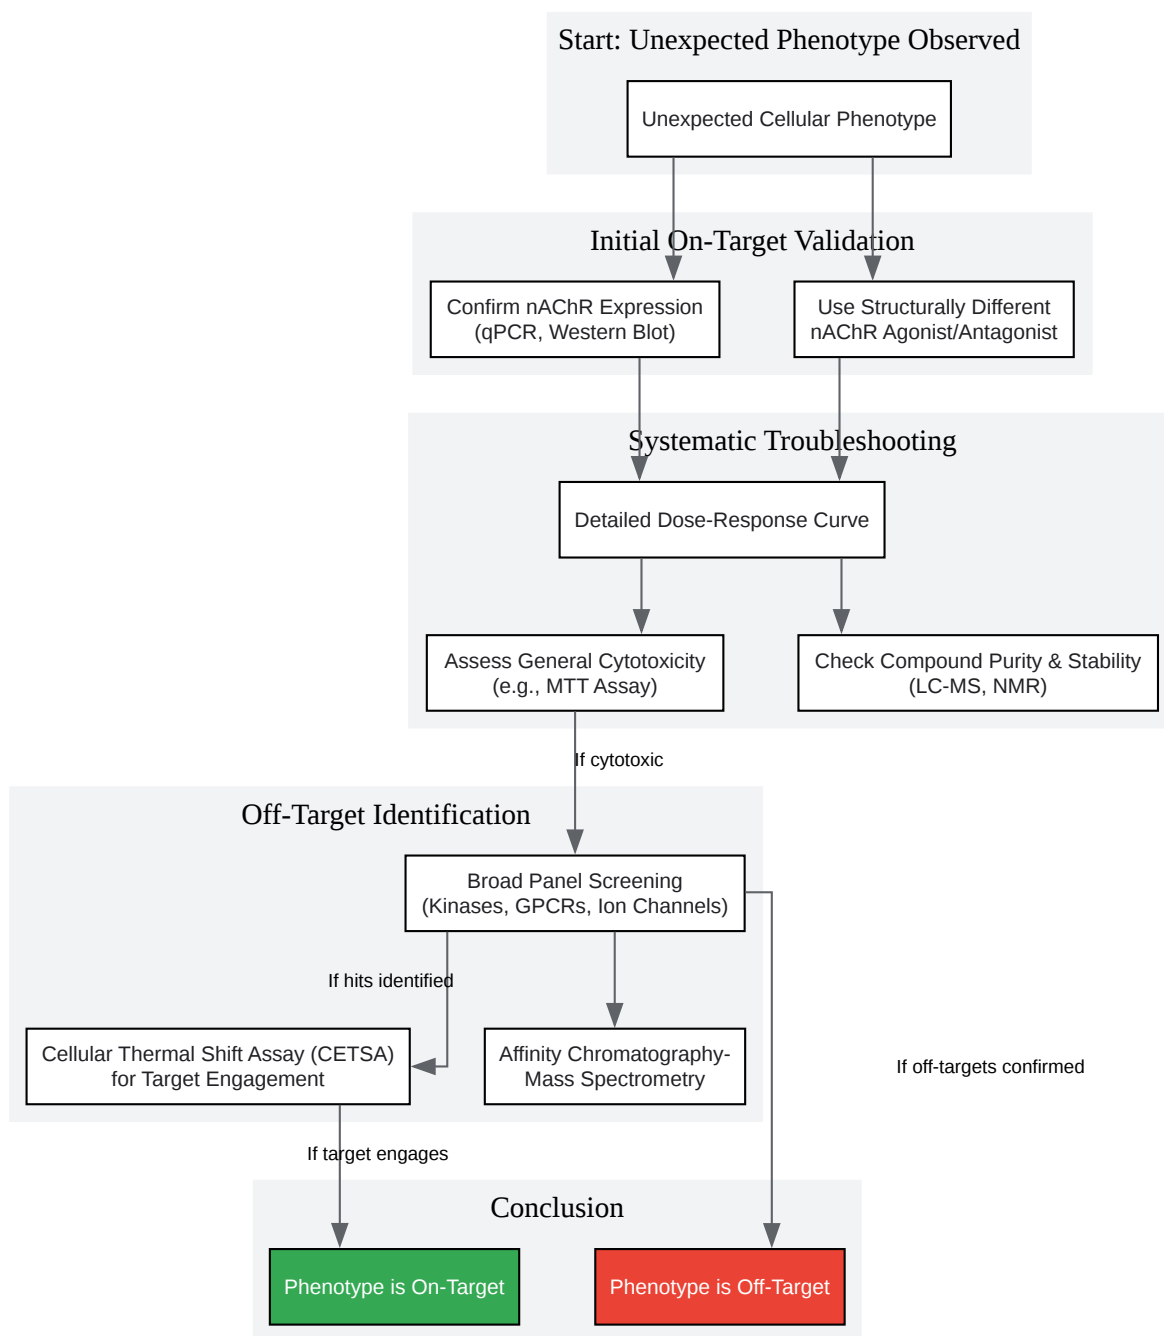 Start: Unexpected Phenotype Observed
Unexpected Cellular Phenotype
Initial On-Target Validation
Confirm nAChR Expression
(qPCR, Western Blot)
Use Structurally Different
nAChR Agonist/Antagonist
Systematic Troubleshooting
Detailed Dose-Response Curve
Assess General Cytotoxicity
(e.g., MTT Assay)
Check Compound Purity & Stability
(LC-MS, NMR)
If cytotoxic
Off-Target Identification
Broad Panel Screening
(Kinases, GPCRs, Ion Channels)
If hits identified
Cellular Thermal Shift Assay (CETSA)
for Target Engagement
Affinity Chromatography-
Mass Spectrometry
If off-targets confirmed
If target engages
Conclusion
Phenotype is On-Target
Phenotype is Off-Target